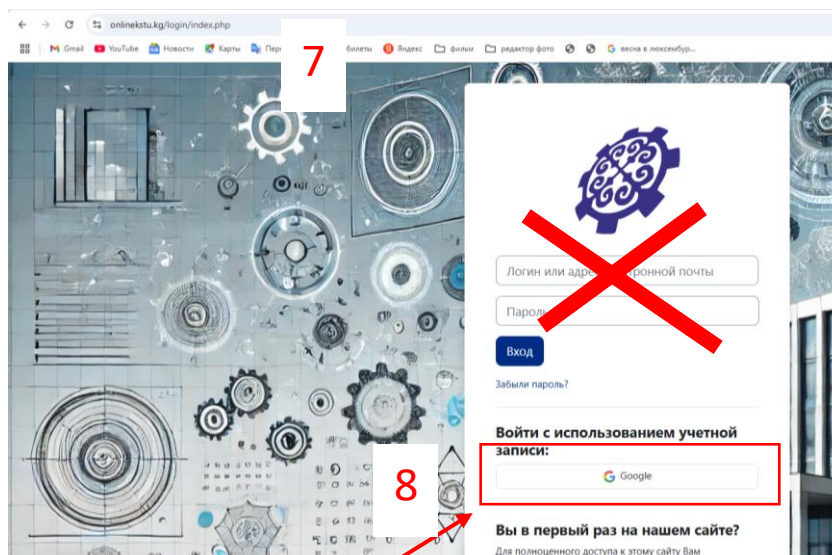 onlinekstu.kg/login/index.php
Gmail YouTube Новости Карты билеты Яндекс фильм редактор фото весна в люксембур...
7
Логин или адрес электронной почты
Пароль
Вход
Забыли пароль?
Войти с использованием учетной
записи:
Google
8
Вы в первый раз на нашем сайте?
Для полноценного доступа к этому сайту Вам